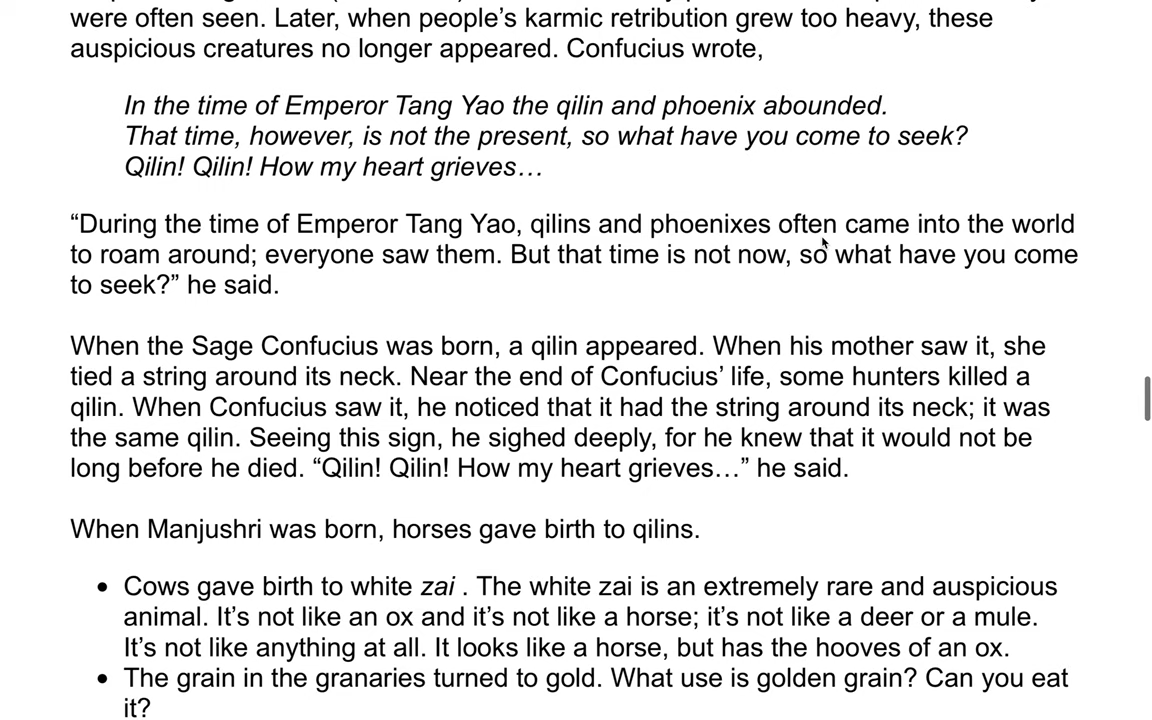 were often seen. Later, when people’s karmic retribution grew too heavy, these
auspicious creatures no longer appeared. Confucius wrote,
In the time of Emperor Tang Yao the qilin and phoenix abounded.
That time, however, is not the present, so what have you come to seek?
Qilin! Qilin! How my heart grieves…
“During the time of Emperor Tang Yao, qilins and phoenixes often came into the world
to roam around; everyone saw them. But that time is not now, so what have you come
to seek?” he said.
When the Sage Confucius was born, a qilin appeared. When his mother saw it, she
tied a string around its neck. Near the end of Confucius’ life, some hunters killed a
qilin. When Confucius saw it, he noticed that it had the string around its neck; it was
the same qilin. Seeing this sign, he sighed deeply, for he knew that it would not be
long before he died. “Qilin! Qilin! How my heart grieves…” he said.
When Manjushri was born, horses gave birth to qilins.
• Cows gave birth to white zai . The white zai is an extremely rare and auspicious
animal. It’s not like an ox and it’s not like a horse; it’s not like a deer or a mule.
It’s not like anything at all. It looks like a horse, but has the hooves of an ox.
• The grain in the granaries turned to gold. What use is golden grain? Can you eat
it?